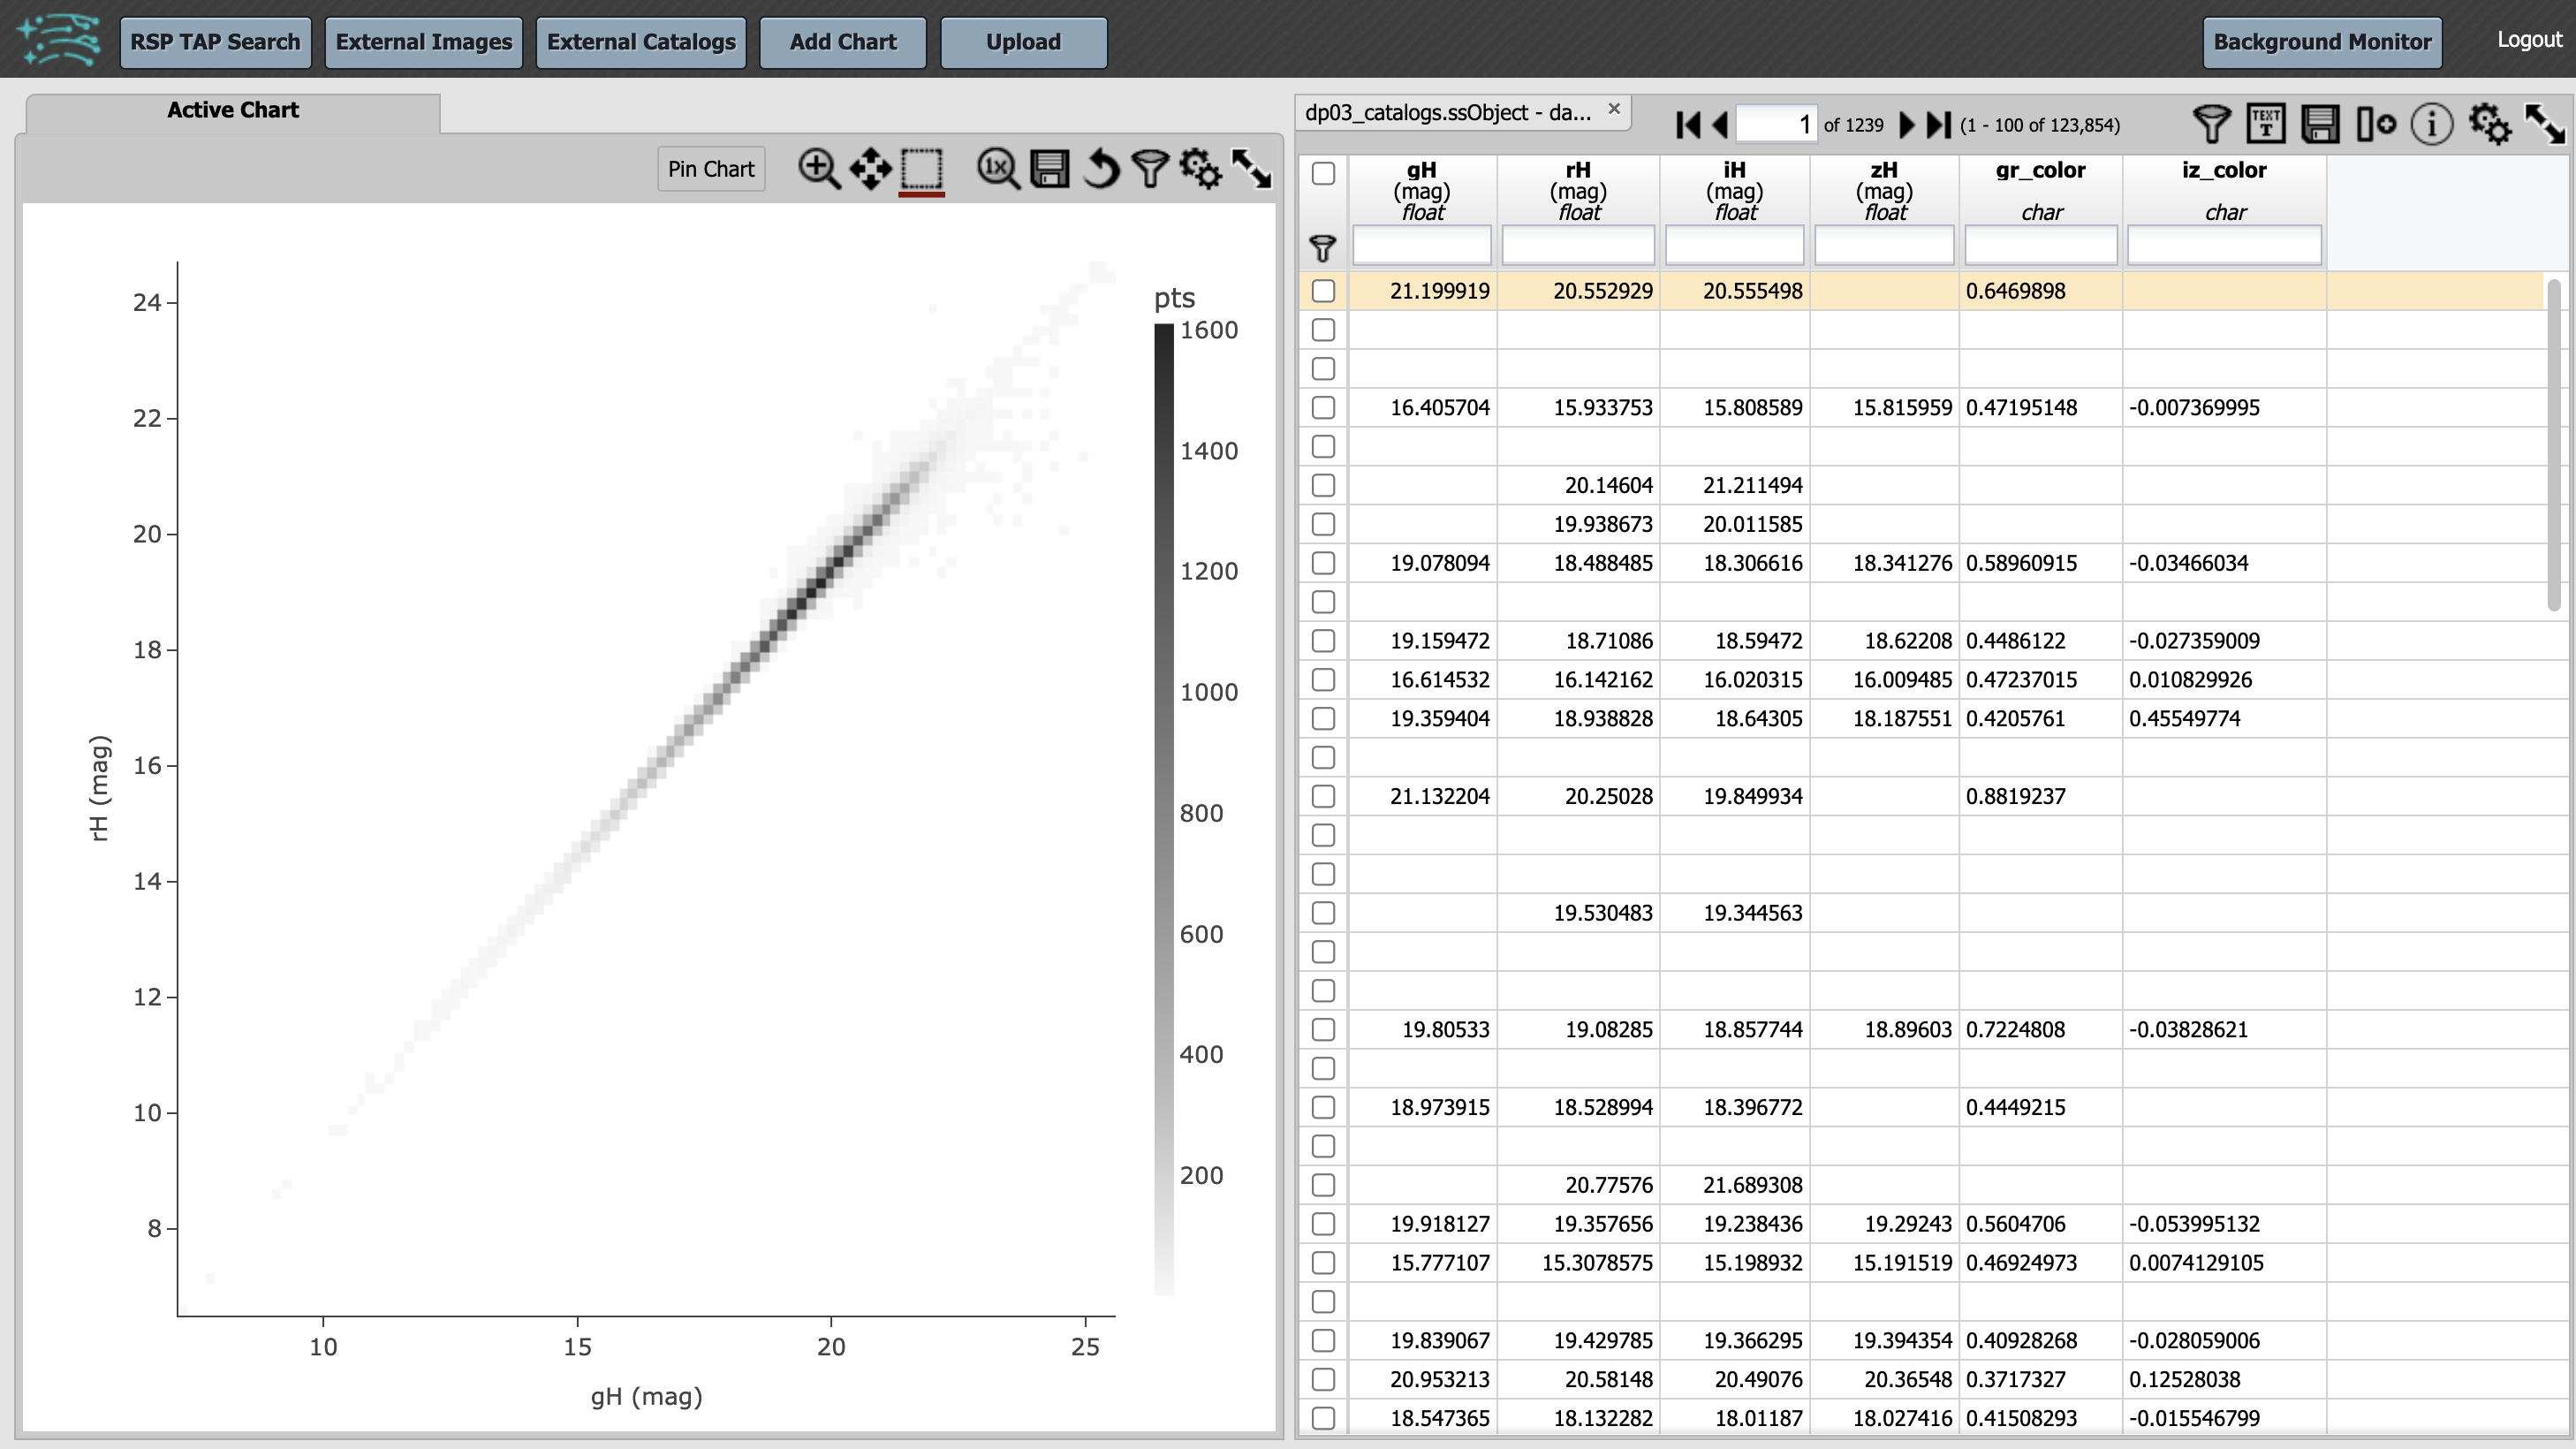 RSP TAP Search External Images External Catalogs Add Chart Upload Background Monitor Logout
Active Chart
Pin Chart
1x
pts
1600
1400
1200
1000
800
600
400
200
24
22
20
18
16
14
12
10
8
rH (mag)
10 15 20 25
gH (mag)
dp03_catalogs.ssObject - da... × 1 of 1239 (1 - 100 of 123,854)
TEXT
T
i
gH rH iH zH gr_color iz_color
(mag) (mag) (mag) (mag)
float float float float char char
21.199919 20.552929 20.555498 0.6469898
16.405704 15.933753 15.808589 15.815959 0.47195148 -0.007369995
20.14604 21.211494
19.938673 20.011585
19.078094 18.488485 18.306616 18.341276 0.58960915 -0.03466034
19.159472 18.71086 18.59472 18.62208 0.4486122 -0.027359009
16.614532 16.142162 16.020315 16.009485 0.47237015 0.010829926
19.359404 18.938828 18.64305 18.187551 0.4205761 0.45549774
21.132204 20.25028 19.849934 0.8819237
19.530483 19.344563
19.80533 19.08285 18.857744 18.89603 0.7224808 -0.03828621
18.973915 18.528994 18.396772 0.4449215
20.77576 21.689308
19.918127 19.357656 19.238436 19.29243 0.5604706 -0.053995132
15.777107 15.3078575 15.198932 15.191519 0.46924973 0.0074129105
19.839067 19.429785 19.366295 19.394354 0.40928268 -0.028059006
20.953213 20.58148 20.49076 20.36548 0.3717327 0.12528038
18.547365 18.132282 18.01187 18.027416 0.41508293 -0.015546799